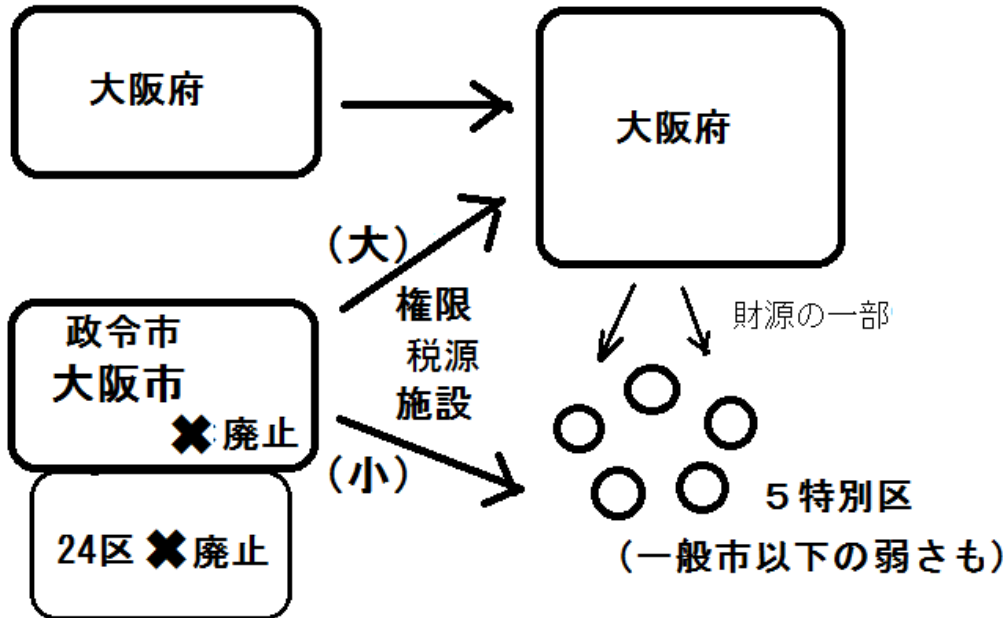 大阪府
大阪府
(大)
権限
税源
施設
(小)
財源の一部
政令市
大阪市
✖廃止
24区 ✖廃止
5特別区
(一般市以下の弱さも)